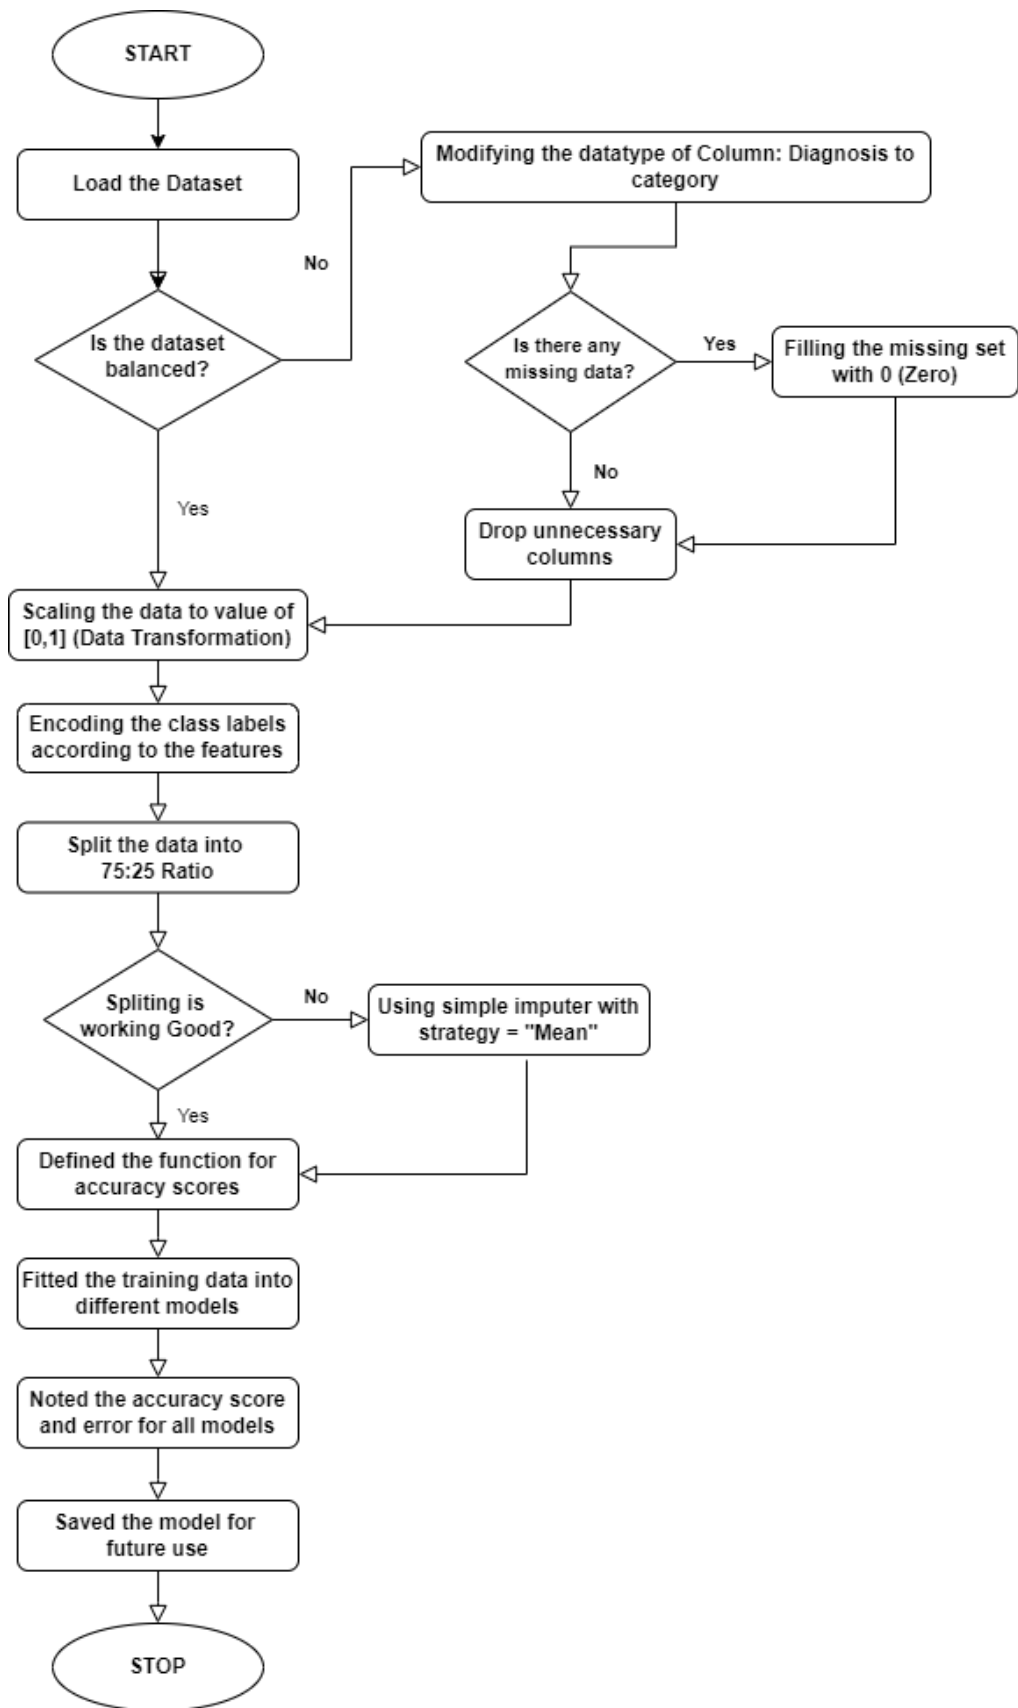 START
Load the Dataset
Modifying the datatype of Column: Diagnosis to
category
No
Is the dataset
balanced?
Is there any
missing data?
Yes
Filling the missing set
with 0 (Zero)
No
Yes
Drop unnecessary
columns
Scaling the data to value of
[0,1] (Data Transformation)
Encoding the class labels
according to the features
Split the data into
75:25 Ratio
Spliting is
working Good?
No
Using simple imputer with
strategy = "Mean"
Yes
Defined the function for
accuracy scores
Fitted the training data into
different models
Noted the accuracy score
and error for all models
Saved the model for
future use
STOP